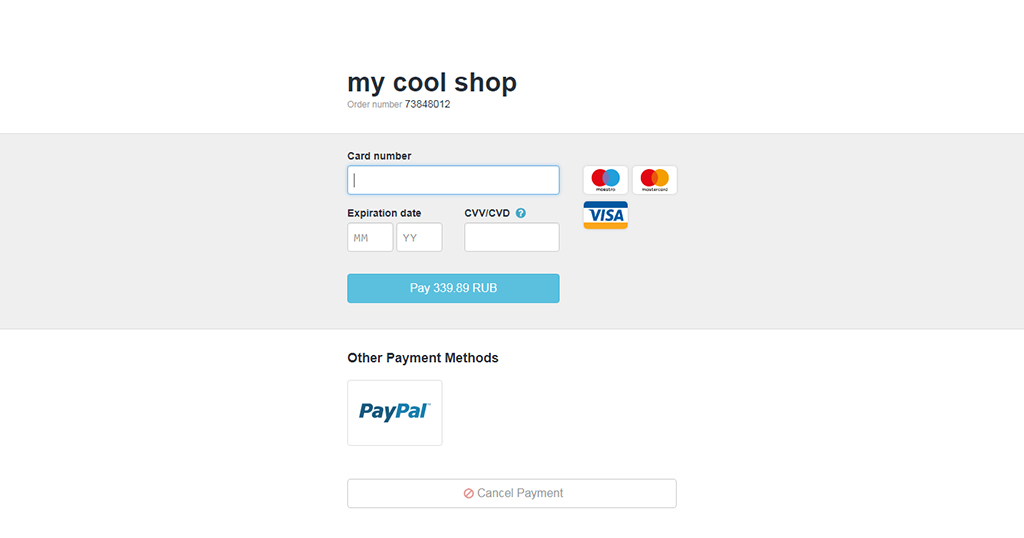 my cool shop
Order number 73848012
Card number
maestro
mastercard
Expiration date
CVV/CVD ?
VISA
MM
YY
Pay 339.89 RUB
Other Payment Methods
PayPal™
Cancel Payment